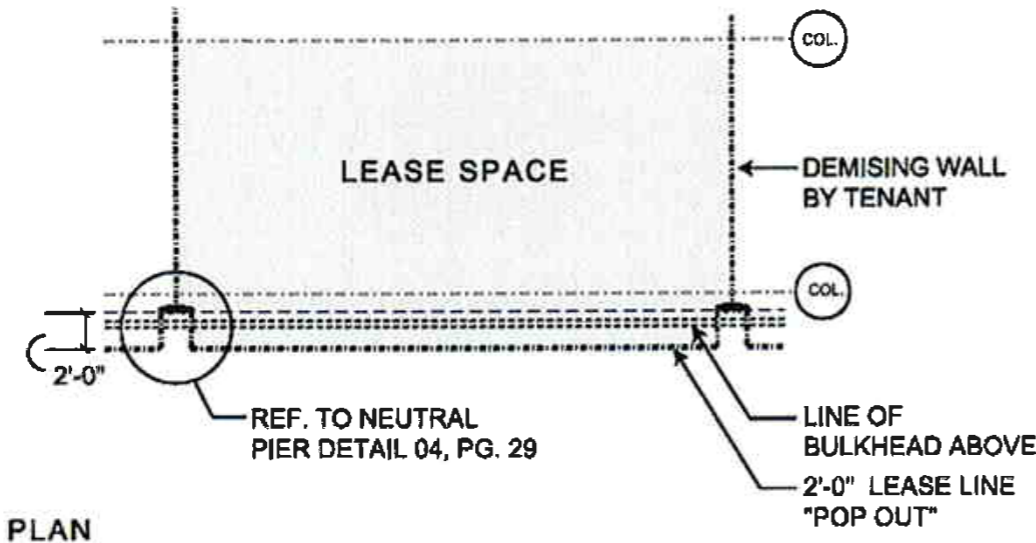 COL.
LEASE SPACE
DEMISING WALL
BY TENANT
COL.
2'-0"
REF. TO NEUTRAL
PIER DETAIL 04, PG. 29
LINE OF
BULKHEAD ABOVE
2'-0" LEASE LINE
"POP OUT"
PLAN